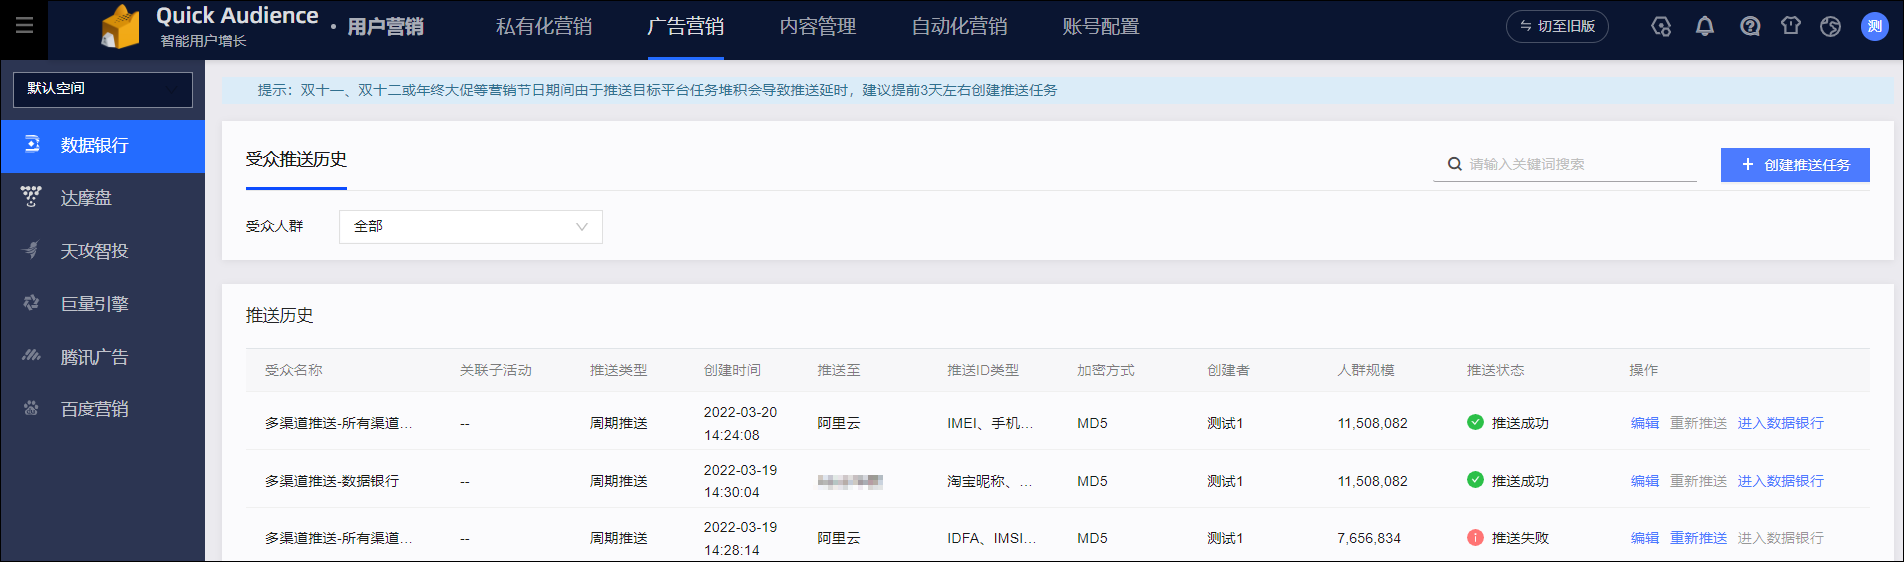 Quick Audience
智能用户增长
· 用户营销
私有化营销
广告营销
内容管理
自动化营销
账号配置
切至旧版
测
默认空间
数据银行
达摩盘
天攻智投
巨量引擎
腾讯广告
百度营销
提示：双十一、双十二或年终大促等营销节日期间由于推送目标平台任务堆积会导致推送延时，建议提前3天左右创建推送任务
受众推送历史
请输入关键词搜索
+ 创建推送任务
受众人群
全部
推送历史
受众名称 关联子活动 推送类型 创建时间 推送至 推送ID类型 加密方式 创建者 人群规模 推送状态 操作
多渠道推送-所有渠道... -- 周期推送 2022-03-20 14:24:08 阿里云 IMEI、手机... MD5 测试1 11,508,082 推送成功 编辑 重新推送 进入数据银行
多渠道推送-数据银行 -- 周期推送 2022-03-19 14:30:04 淘宝昵称、... MD5 测试1 11,508,082 推送成功 编辑 重新推送 进入数据银行
多渠道推送-所有渠道... -- 周期推送 2022-03-19 14:28:14 阿里云 IDFA、IMSI... MD5 测试1 7,656,834 推送失败 编辑 重新推送 进入数据银行